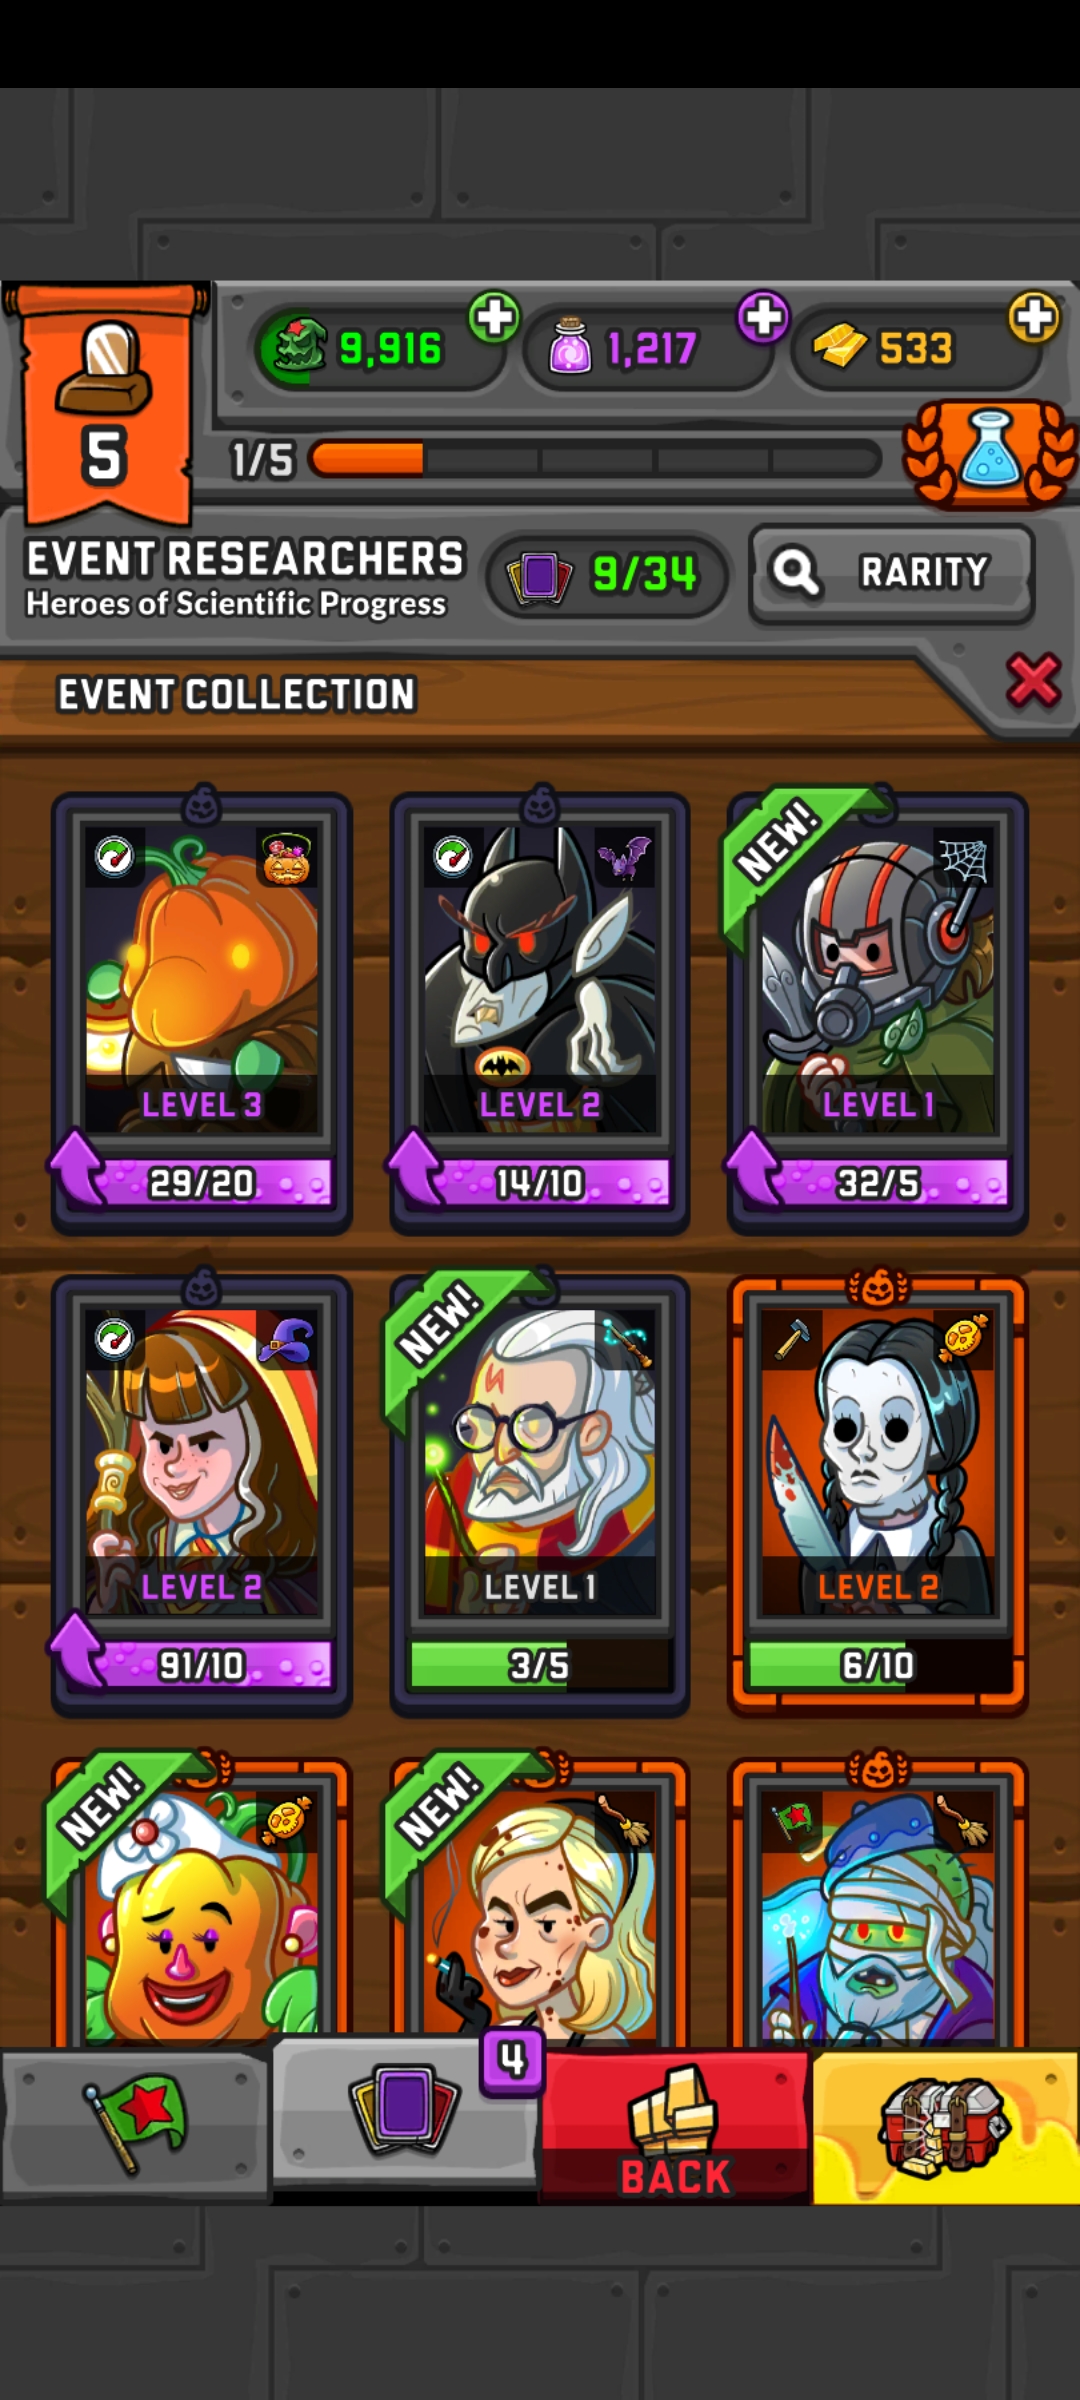 9,916
1,217
533
5
1/5
EVENT RESEARCHERS
Heroes of Scientific Progress
9/34
RARITY
EVENT COLLECTION
LEVEL 3
29/20
LEVEL 2
14/10
NEW!
LEVEL 1
32/5
LEVEL 2
91/10
NEW!
LEVEL 1
3/5
LEVEL 2
6/10
NEW!
NEW!
4
BACK